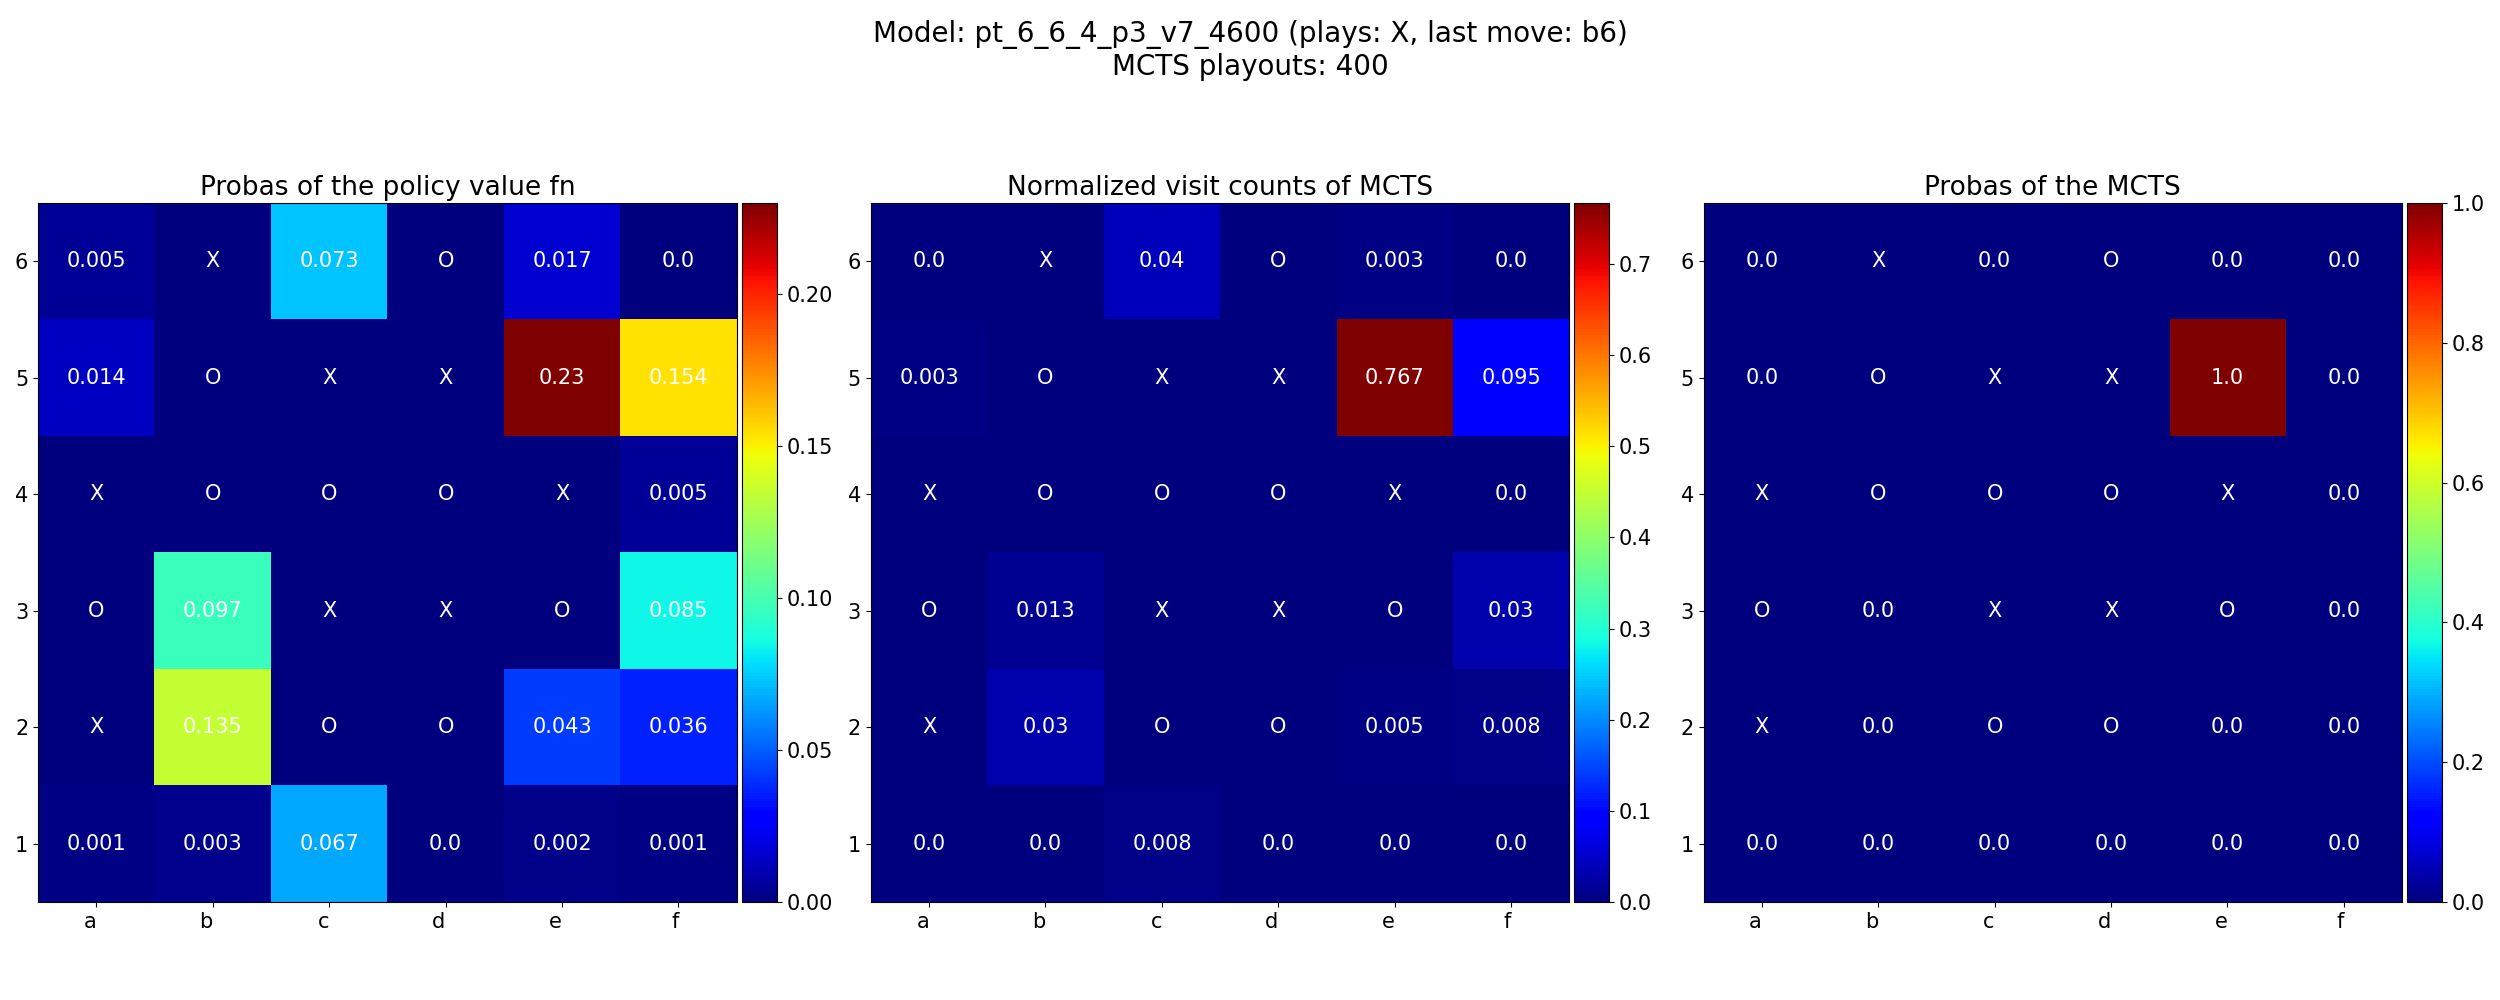 Model: pt_6_6_4_p3_v7_4600 (plays: X, last move: b6)
MCTS playouts: 400
Probas of the policy value fn
6 0.005 X 0.073 O 0.017 0.0
5 0.014 O X X 0.23 0.154
4 X O O O X 0.005
3 O 0.097 X X O 0.085
2 X 0.135 O O 0.043 0.036
1 0.001 0.003 0.067 0.0 0.002 0.001
a b c d e f
0.20
0.15
0.10
0.05
0.00
Normalized visit counts of MCTS
6 0.0 X 0.04 O 0.003 0.0
5 0.003 O X X 0.767 0.095
4 X O O O X 0.0
3 O 0.013 X X O 0.03
2 X 0.03 O O 0.005 0.008
1 0.0 0.0 0.008 0.0 0.0 0.0
a b c d e f
0.7
0.6
0.5
0.4
0.3
0.2
0.1
0.0
Probas of the MCTS
6 0.0 X 0.0 O 0.0 0.0
5 0.0 O X X 1.0 0.0
4 X O O O X 0.0
3 O 0.0 X X O 0.0
2 X 0.0 O O 0.0 0.0
1 0.0 0.0 0.0 0.0 0.0 0.0
a b c d e f
1.0
0.8
0.6
0.4
0.2
0.0